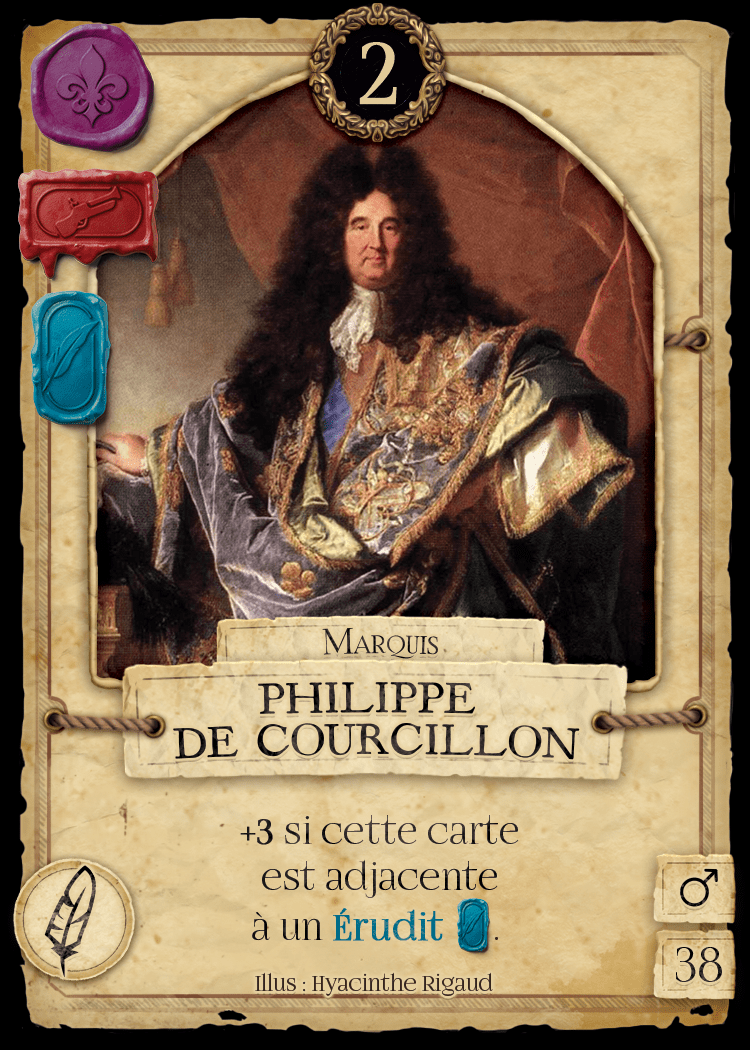 2
Marquis
PHILIPPE
DE COURCILLON
+3 si cette carte
est adjacente
à un Érudit .
♂
38
Illus : Hyacinthe Rigaud